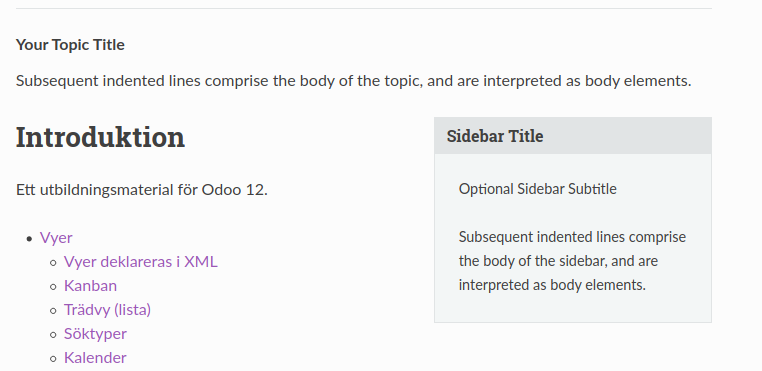 Your Topic Title
Subsequent indented lines comprise the body of the topic, and are interpreted as body elements.
Introduktion
Ett utbildningsmaterial för Odoo 12.
Vyer
Vyer deklareras i XML
Kanban
Trädvy (lista)
Söktyper
Kalender
Sidebar Title
Optional Sidebar Subtitle
Subsequent indented lines comprise
the body of the sidebar, and are
interpreted as body elements.